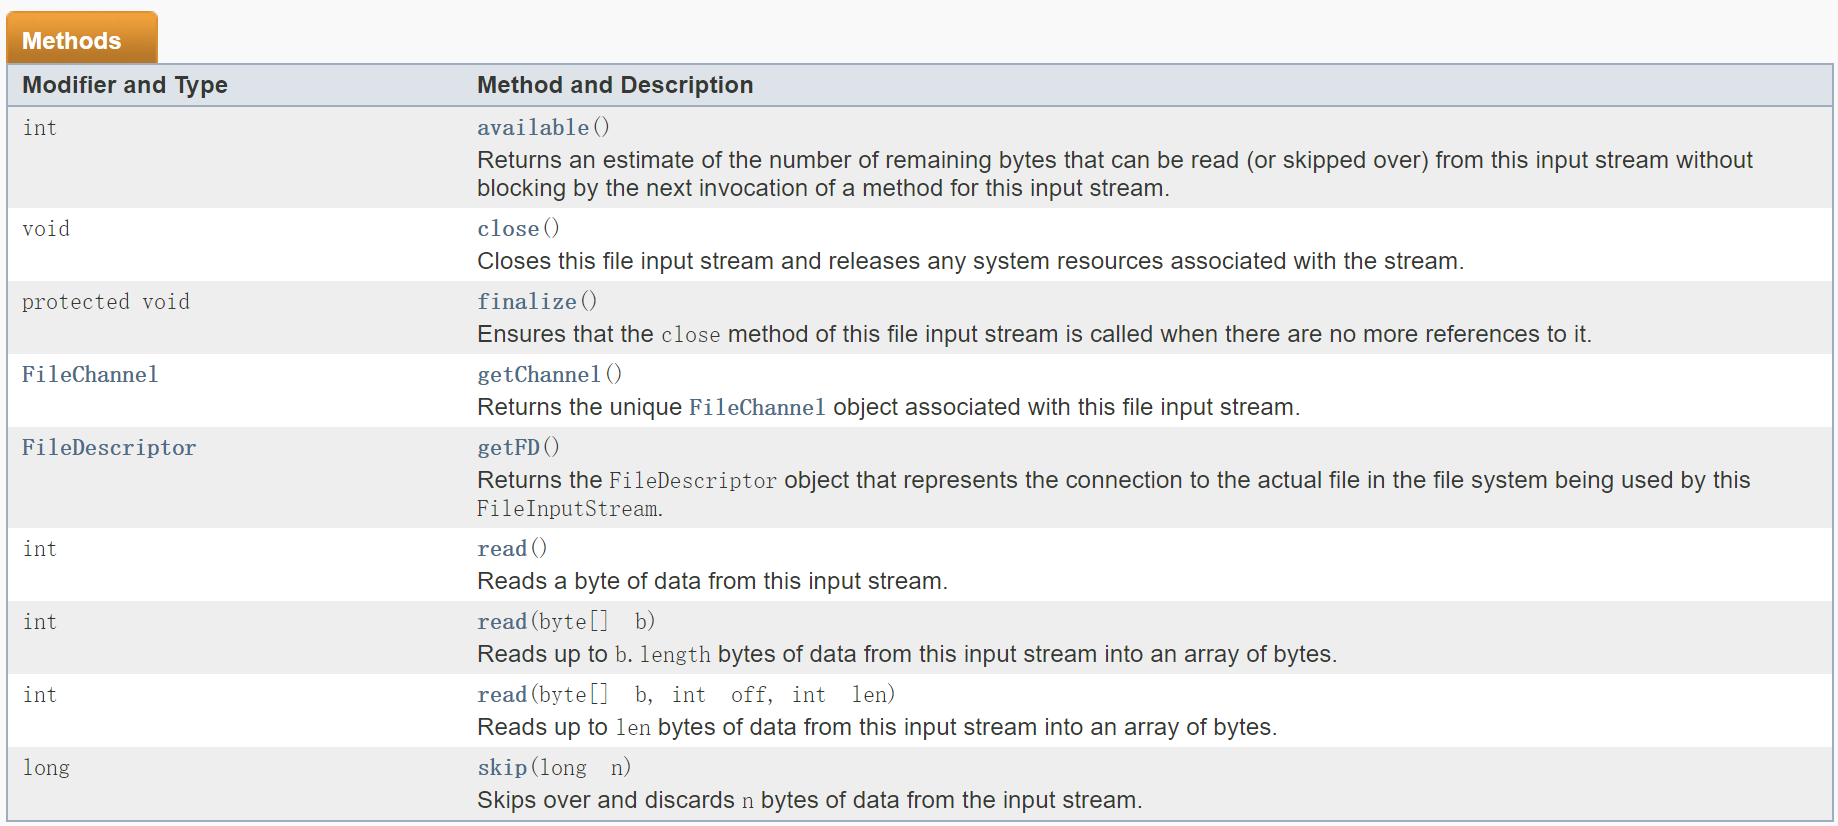 Methods
Modifier and Type Method and Description
int available()
Returns an estimate of the number of remaining bytes that can be read (or skipped over) from this input stream without
blocking by the next invocation of a method for this input stream.
void close()
Closes this file input stream and releases any system resources associated with the stream.
protected void finalize()
Ensures that the close method of this file input stream is called when there are no more references to it.
FileChannel getChannel()
Returns the unique FileChannel object associated with this file input stream.
FileDescriptor getFD()
Returns the FileDescriptor object that represents the connection to the actual file in the file system being used by this
FileInputStream.
int read()
Reads a byte of data from this input stream.
int read(byte[] b)
Reads up to b.length bytes of data from this input stream into an array of bytes.
int read(byte[] b, int off, int len)
Reads up to len bytes of data from this input stream into an array of bytes.
long skip(long n)
Skips over and discards n bytes of data from the input stream.